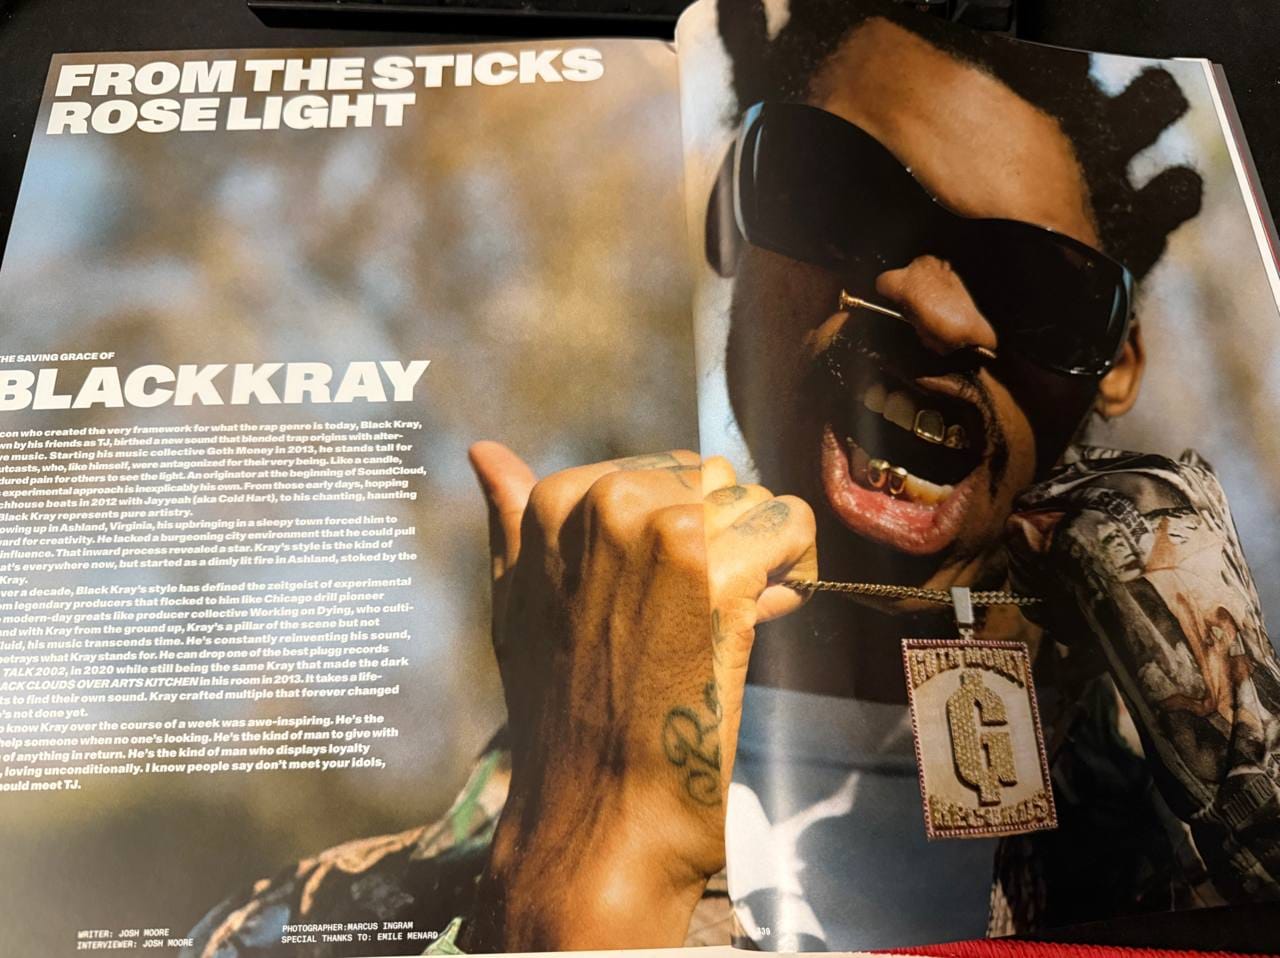 FROM THE STICKS
ROSE LIGHT
THE SAVING GRACE OF
BLACK KRAY
con who created the very framework for what the rap genre is today, Black Kray,
wn by his friends as TJ, birthed a new sound that blended trap origins with alter-
ve music. Starting his music collective Goth Money in 2013, he stands tall for
utcasts, who, like himself, were antagonized for their very being. Like a candle,
dured pain for others to see the light. An originator at the beginning of SoundCloud,
experimental approach is inexplicably his own. From those early days, hopping
chhouse beats in 2012 with Jayyeah (aka Cold Hart), to his chanting, haunting
Black Kray represents pure artistry.
owing up in Ashland, Virginia, his upbringing in a sleepy town forced him to
ard for creativity. He lacked a burgeoning city environment that he could pull
influence. That inward process revealed a star. Kray's style is the kind of
at's everywhere now, but started as a dimly lit fire in Ashland, stoked by the
Kray.
ver a decade, Black Kray's style has defined the zeitgeist of experimental
om legendary producers that flocked to him like Chicago drill pioneer
modern-day greats like producer collective Working on Dying, who culti-
nd with Kray from the ground up, Kray's a pillar of the scene but not
luid, his music transcends time. He's constantly reinventing his sound,
betrays what Kray stands for. He can drop one of the best plugg records
TALK 2002, in 2020 while still being the same Kray that made the dark
ACK CLOUDS OVER ARTS KITCHEN in his room in 2013. It takes a life-
ts to find their own sound. Kray crafted multiple that forever changed
's not done yet.
o know Kray over the course of a week was awe-inspiring. He's the
help someone when no one's looking. He's the kind of man to give with
of anything in return. He's the kind of man who displays loyalty
, loving unconditionally. I know people say don't meet your idols,
ould meet TJ.
WRITER: JOSH MOORE
INTERVIEWER: JOSH MOORE
PHOTOGRAPHER:MARCUS INGRAM
SPECIAL THANKS TO: EMILE MENARD
GOTH MONEY
G
RECORDS
339